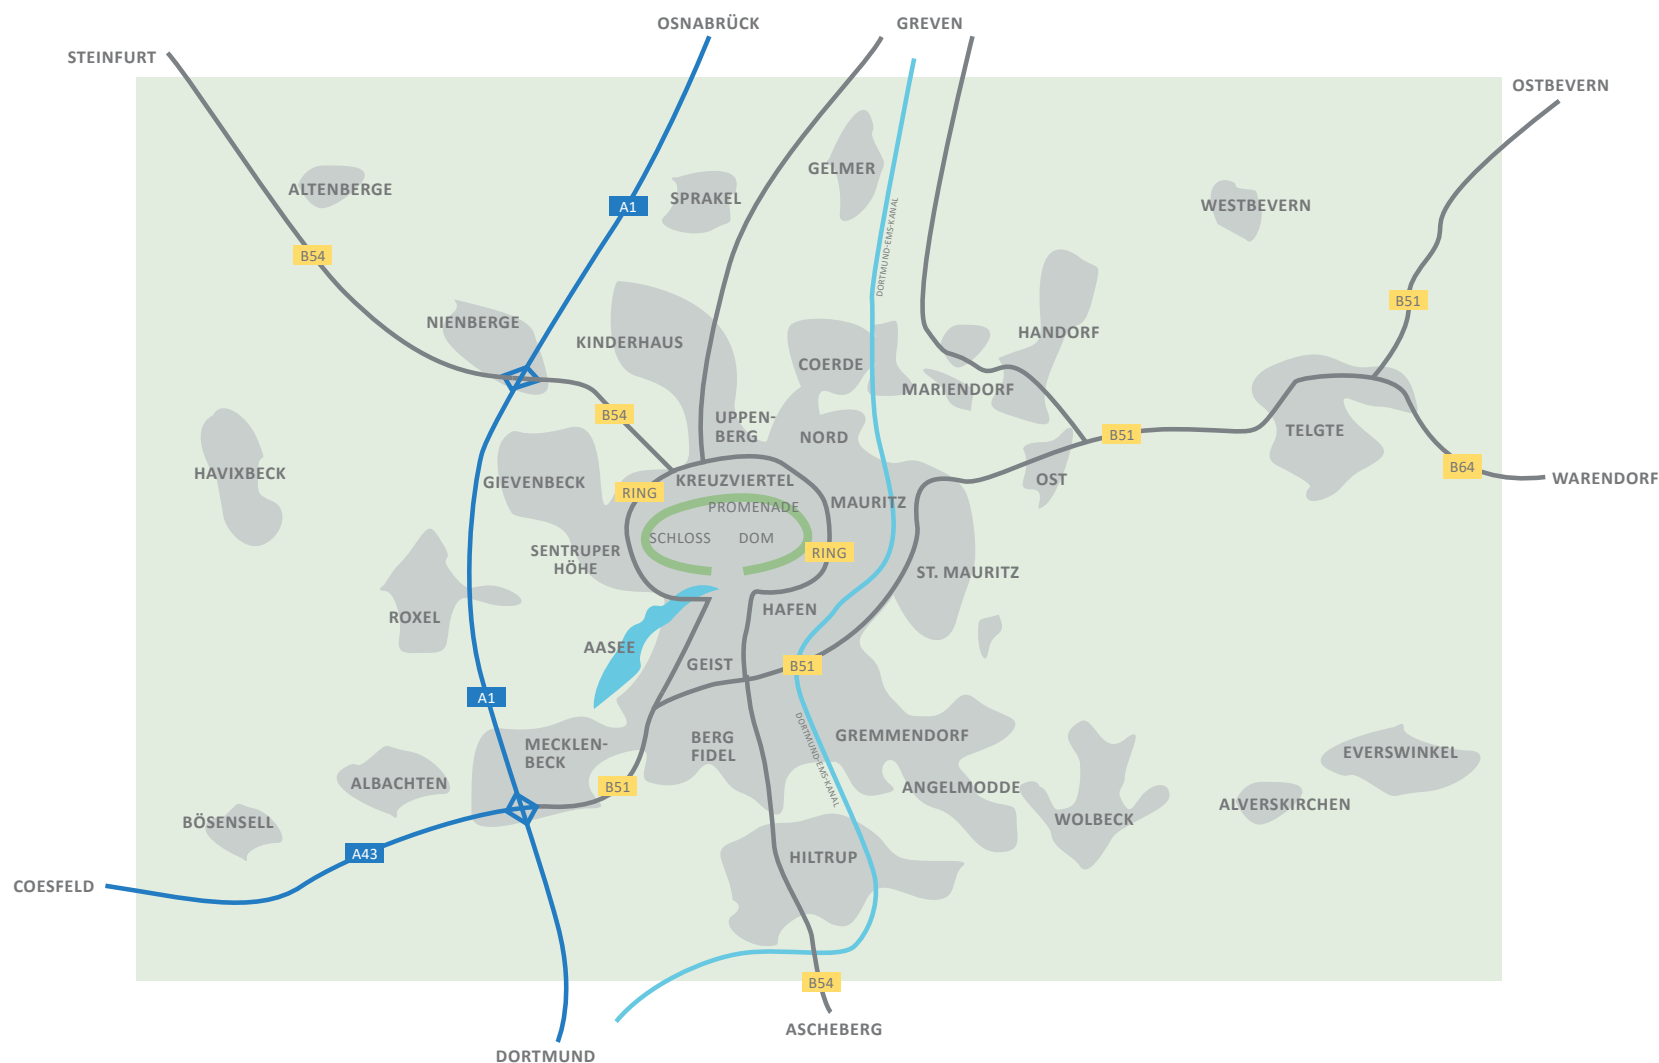 OSNABRÜCK
GREVEN
STEINFURT
OSTBEVERN
GELMER
ALTENBERGE
SPRAKEL
A1
WESTBEVERN
DORTMUND-EMS-KANAL
B54
B51
NIENBERGE
KINDERHAUS
HANDORF
COERDE
MARIENDORF
B54
UPPEN-
BERG
NORD
B51
TELGTE
HAVIXBECK
GIEVENBECK
KREUZVIERTEL
OST
B64
WARENDORF
RING
PROMENADE
MAURITZ
SCHLOSS
DOM
RING
SENTRUPER
HÖHE
ST. MAURITZ
ROXEL
HAFEN
AASEE
GEIST
B51
A1
DORTMUND-EMS-KANAL
MECKLEN-
BECK
BERG
FIDEL
GREMMENDORF
EVERSWINKEL
ALBACHTEN
B51
ANGELMODDE
ALVERSKIRCHEN
BÖSENSELL
WOLBECK
A43
HILTRUP
COESFELD
B54
ASCHEBERG
DORTMUND